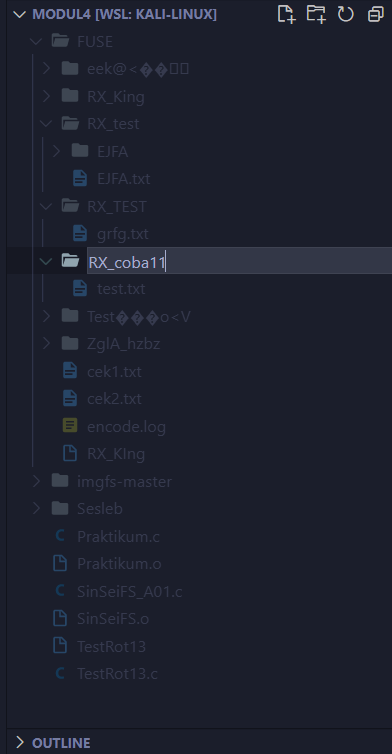 MODUL4 [WSL: KALI-LINUX]
FUSE
eek@<��
RX_King
RX_test
EJFA
EJFA.txt
RX_TEST
grfg.txt
RX_coba11
test.txt
Test���o<V
ZglA_hzbz
cek1.txt
cek2.txt
encode.log
RX_KIng
imgfs-master
Sesleb
Praktikum.c
Praktikum.o
SinSeiFS_A01.c
SinSeiFS.o
TestRot13
TestRot13.c
OUTLINE